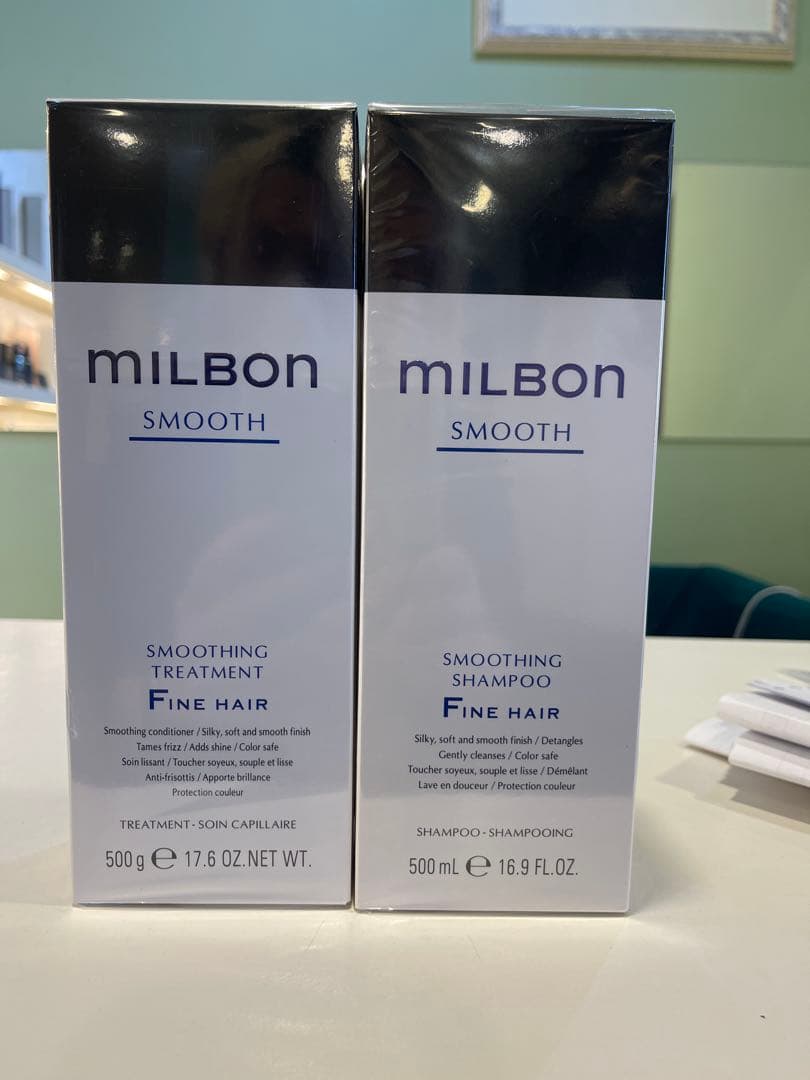 mILBON
SMOOTH
SMOOTHING
TREATMENT
FINE HAIR
Smoothing conditioner / Silky, soft and smooth finish
Tames frizz / Adds shine / Color safe
Soin lissant / Toucher soyeux, souple et lisse
Anti-frisottis / Apporte brillance
Protection couleur
TREATMENT - SOIN CAPILLAIRE
500 g ℮ 17.6 OZ.NET WT.
mILBON
SMOOTH
SMOOTHING
SHAMPOO
FINE HAIR
Silky, soft and smooth finish / Detangles
Gently cleanses / Color safe
Toucher soyeux, souple et lisse / Démêlant
Lave en douceur / Protection couleur
SHAMPOO - SHAMPOOING
500 mL ℮ 16.9 FL.OZ.